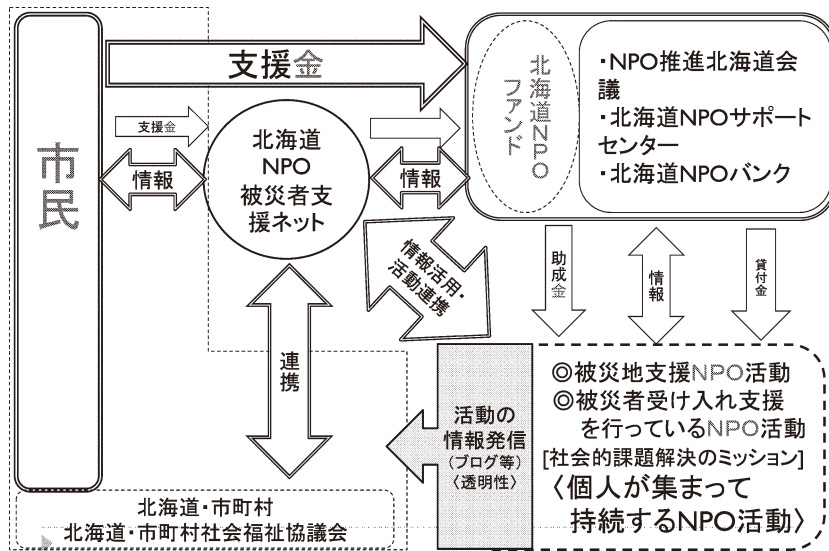 市民
支援金
支援金
情報
北海道
NPO
被災者支
援ネット
情報
北海道NPO
ファンド
・NPO推進北海道会
議
・北海道NPOサポート
センター
・北海道NPOバンク
情報活用・
活動連携
連携
助成金
情報
貸付金
活動の
情報発信
（ブログ等）
〈透明性〉
◎被災地支援NPO活動
◎被災者受け入れ支援
を行っているNPO活動
[社会的課題解決のミッション]
〈個人が集まって
持続するNPO活動〉
北海道・市町村
北海道・市町村社会福祉協議会